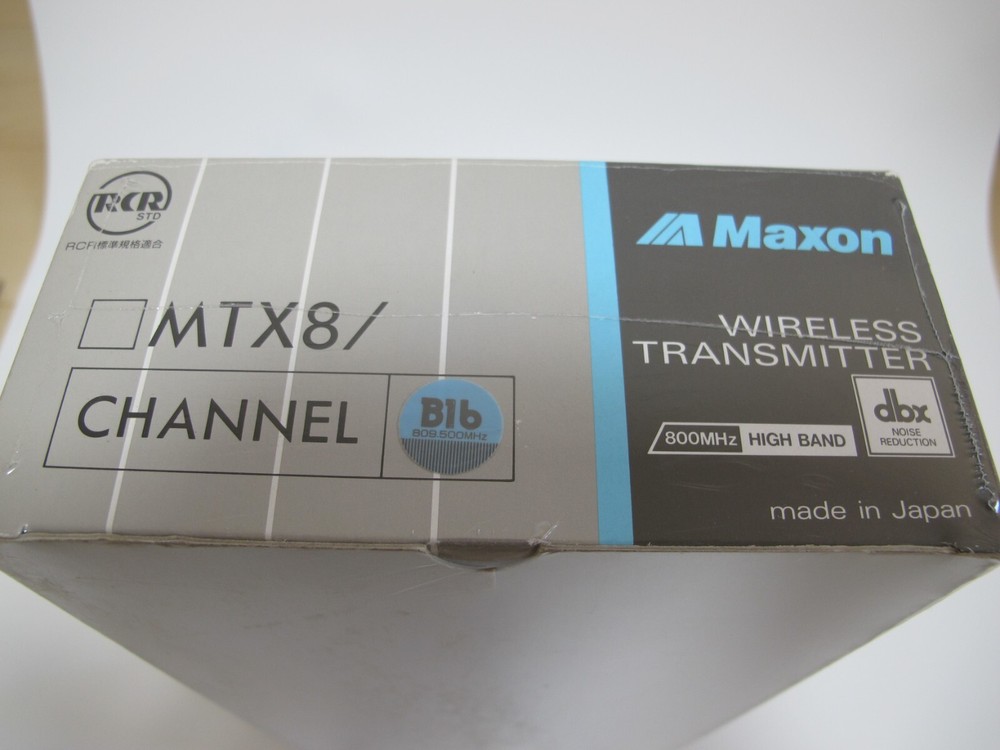 RCR
STD
RCR標準規格適合
MTX8/
CHANNEL
B16
809.500MHz
Maxon
WIRELESS
TRANSMITTER
800MHz HIGH BAND
dbx
NOISE
REDUCTION
made in Japan